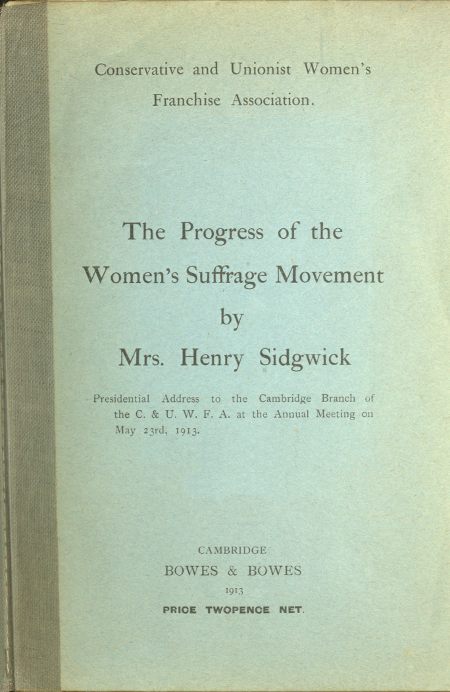 Conservative and Unionist Women's
Franchise Association.
The Progress of the
Women's Suffrage Movement
by
Mrs. Henry Sidgwick
Presidential Address to the Cambridge Branch of
the C. & U. W. F. A. at the Annual Meeting on
May 23rd, 1913.
CAMBRIDGE
BOWES & BOWES
1913
PRICE TWOPENCE NET.